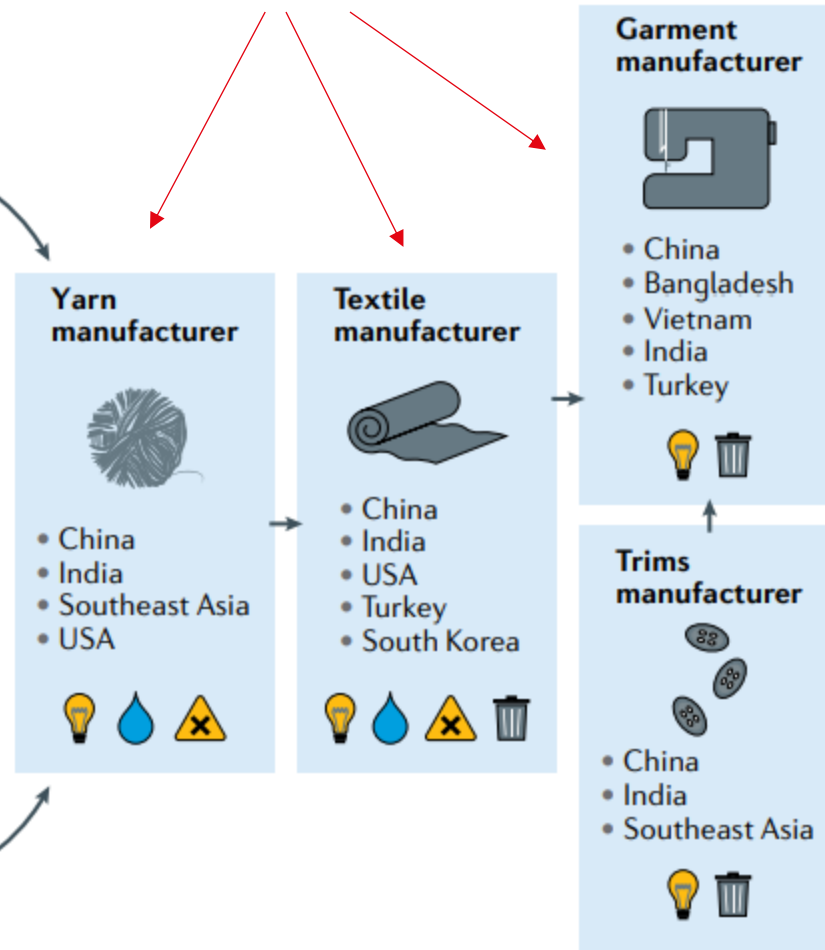 Garment
manufacturer
• China
• Bangladesh
• Vietnam
• India
• Turkey
Yarn
manufacturer
• China
• India
• Southeast Asia
• USA
Textile
manufacturer
• China
• India
• USA
• Turkey
• South Korea
Trims
manufacturer
• China
• India
• Southeast Asia